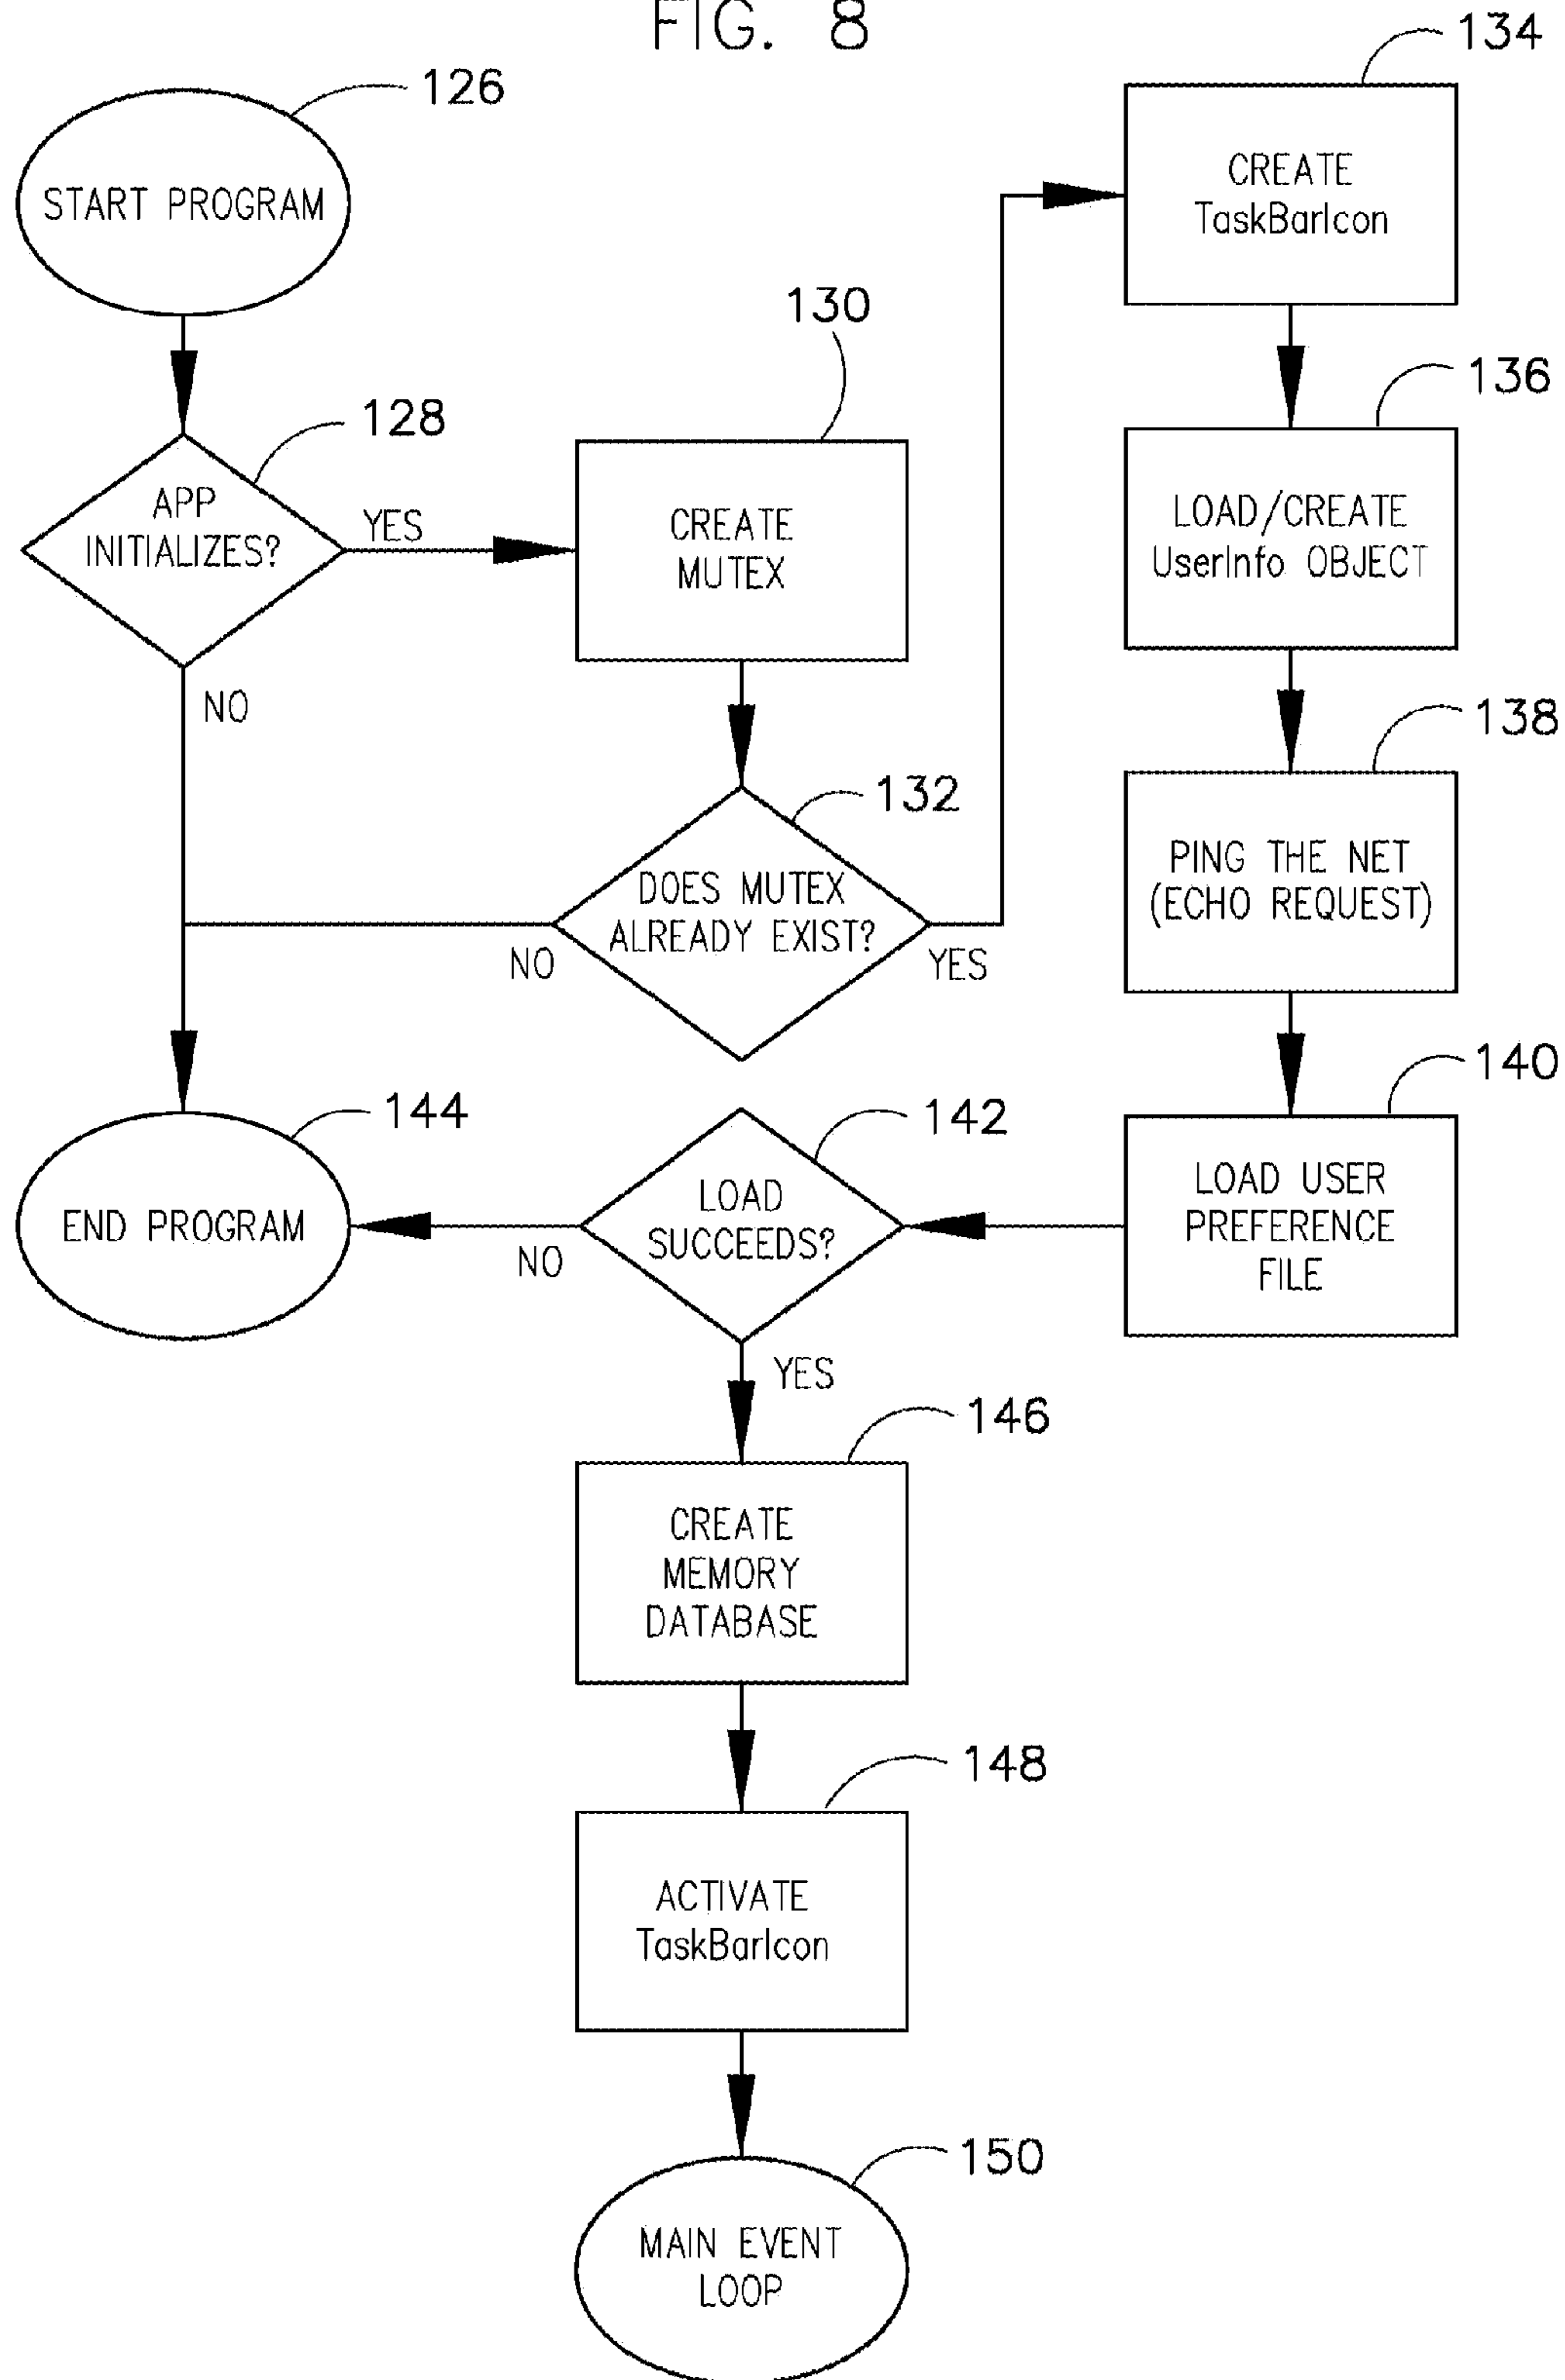 FIG. 8
126
START PROGRAM
128
APP
INITIALIZES?
YES
NO
130
CREATE
MUTEX
132
DOES MUTEX
ALREADY EXIST?
NO
YES
134
CREATE
TaskBarIcon
136
LOAD/CREATE
UserInfo OBJECT
138
PING THE NET
(ECHO REQUEST)
140
LOAD USER
PREFERENCE
FILE
142
LOAD
SUCCEEDS?
NO
YES
144
END PROGRAM
146
CREATE
MEMORY
DATABASE
148
ACTIVATE
TaskBarIcon
150
MAIN EVENT
LOOP